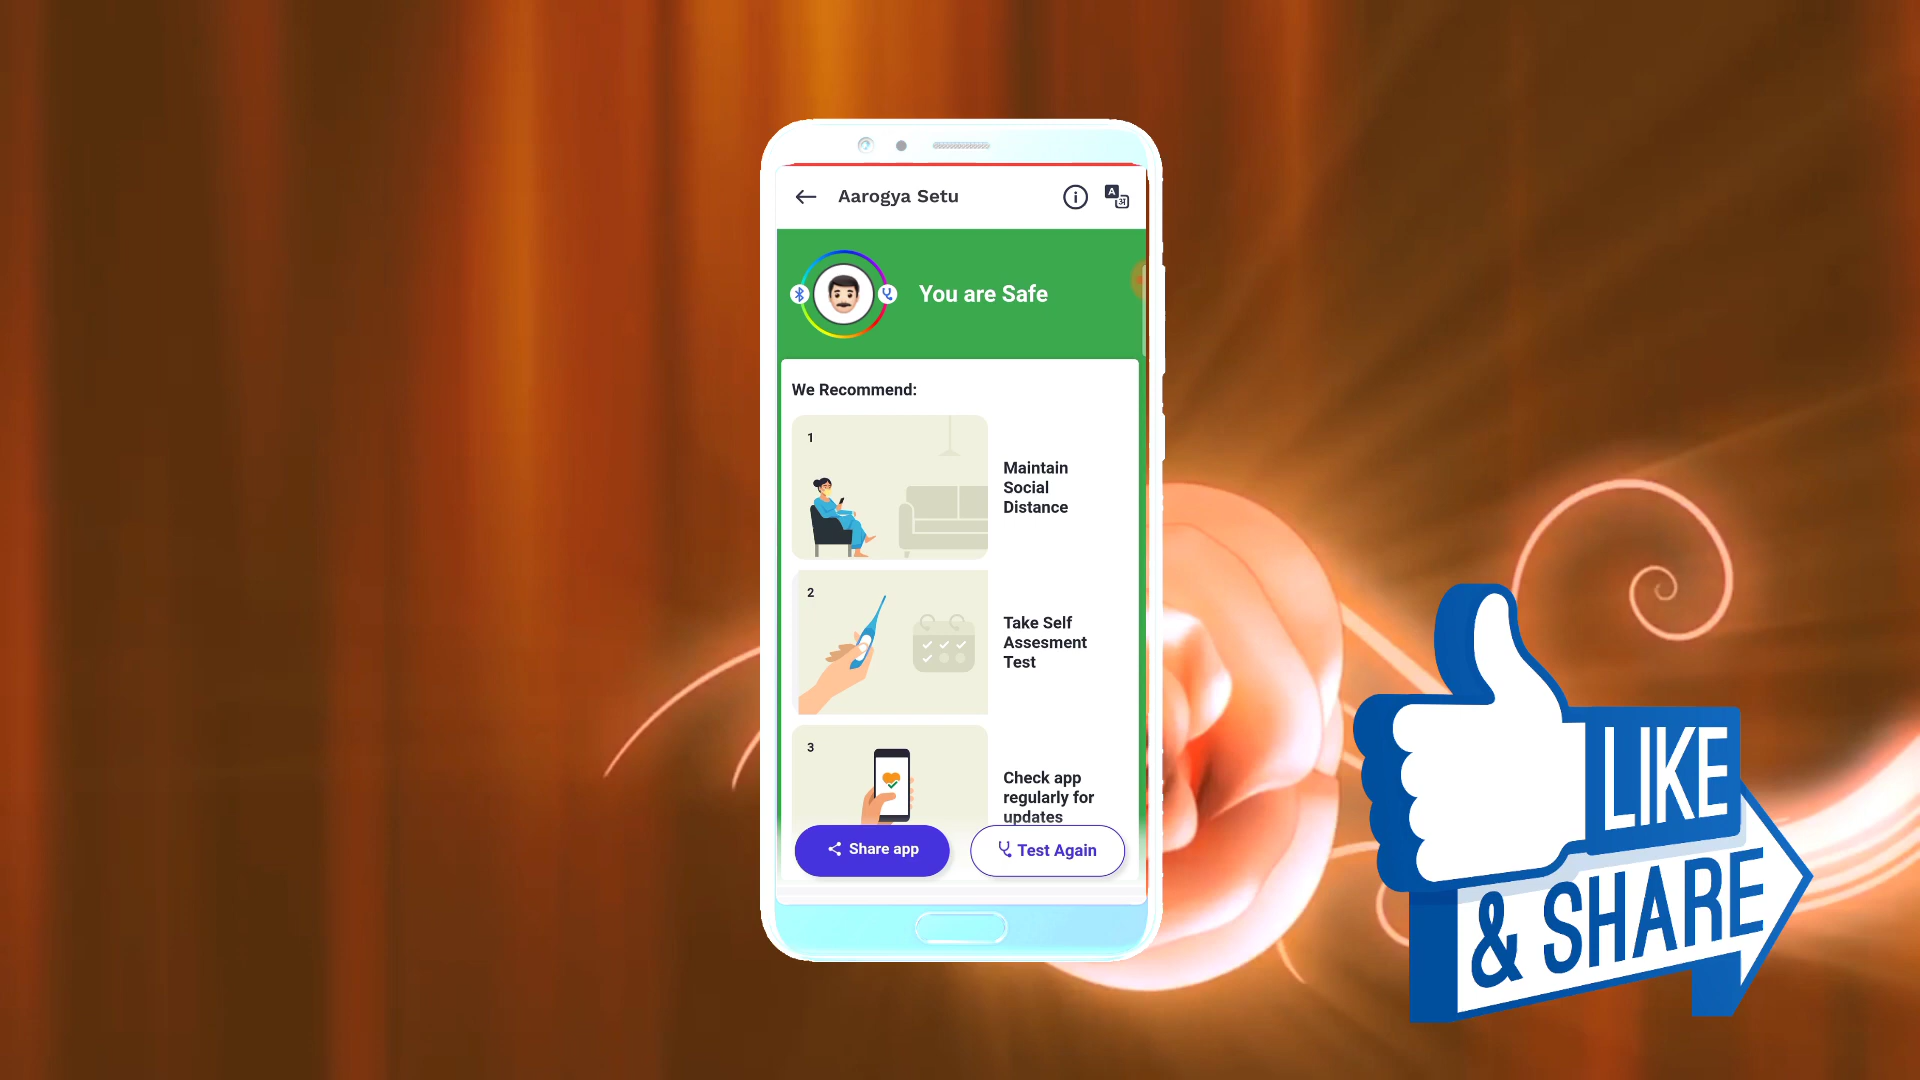 Aarogya Setu
You are Safe
We Recommend:
1
Maintain
Social
Distance
2
Take Self
Assesment
Test
3
Check app
regularly for
updates
Share app
Test Again
LIKE
& SHARE